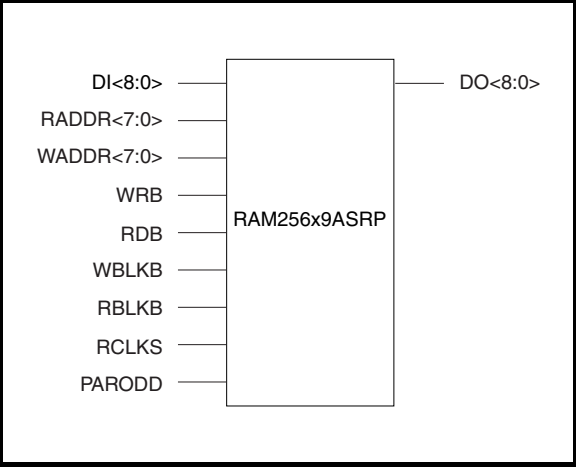 DI<8:0>
DO<8:0>
RADDR<7:0>
WADDR<7:0>
WRB
RAM256x9ASRP
RDB
WBLKB
RBLKB
RCLKS
PARODD